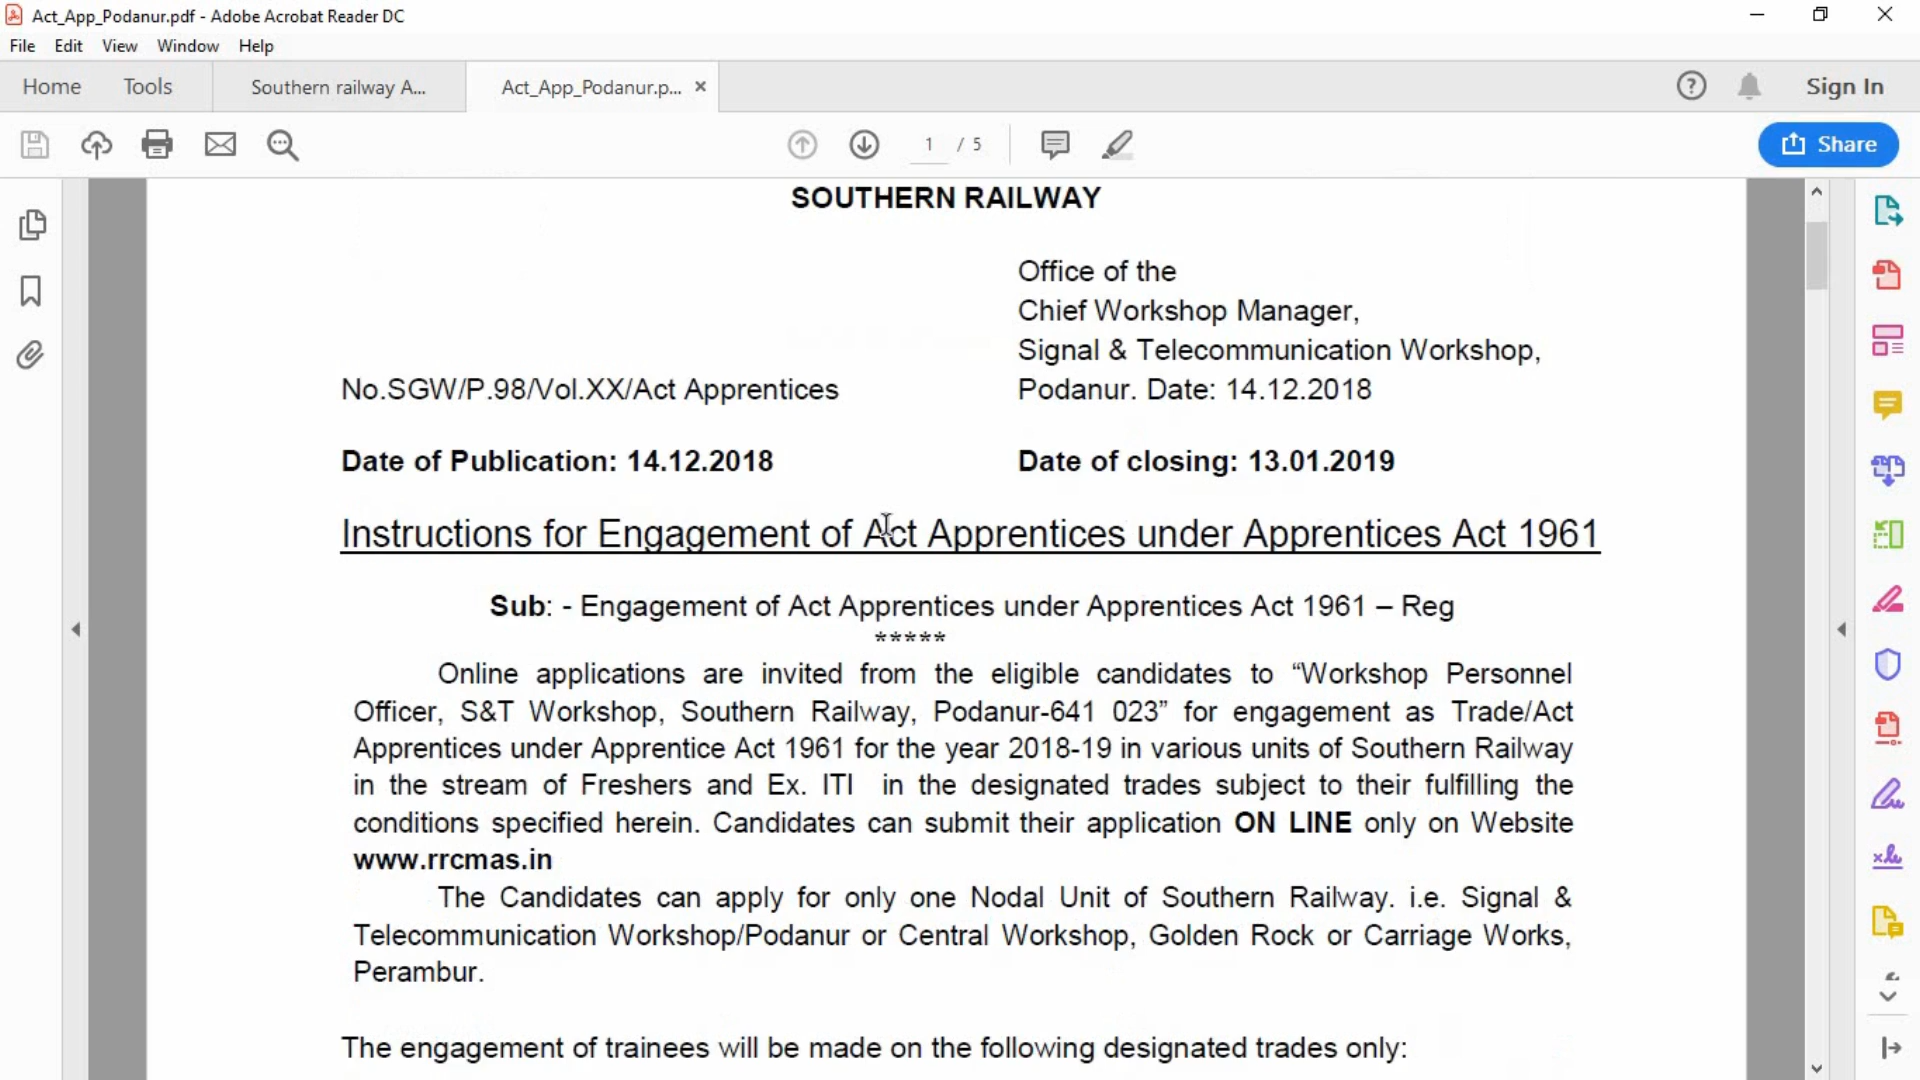 Act_App_Podanur.pdf - Adobe Acrobat Reader DC
File Edit View Window Help
Home Tools Southern railway A... Act_App_Podanur.p... × Sign In
1 / 5 Share
SOUTHERN RAILWAY
Office of the
Chief Workshop Manager,
Signal & Telecommunication Workshop,
No.SGW/P.98/Vol.XX/Act Apprentices Podanur. Date: 14.12.2018
Date of Publication: 14.12.2018 Date of closing: 13.01.2019
Instructions for Engagement of Act Apprentices under Apprentices Act 1961
Sub: - Engagement of Act Apprentices under Apprentices Act 1961 – Reg
*****
Online applications are invited from the eligible candidates to “Workshop Personnel
Officer, S&T Workshop, Southern Railway, Podanur-641 023” for engagement as Trade/Act
Apprentices under Apprentice Act 1961 for the year 2018-19 in various units of Southern Railway
in the stream of Freshers and Ex. ITI in the designated trades subject to their fulfilling the
conditions specified herein. Candidates can submit their application ON LINE only on Website
www.rrcmas.in
The Candidates can apply for only one Nodal Unit of Southern Railway. i.e. Signal &
Telecommunication Workshop/Podanur or Central Workshop, Golden Rock or Carriage Works,
Perambur.
The engagement of trainees will be made on the following designated trades only: